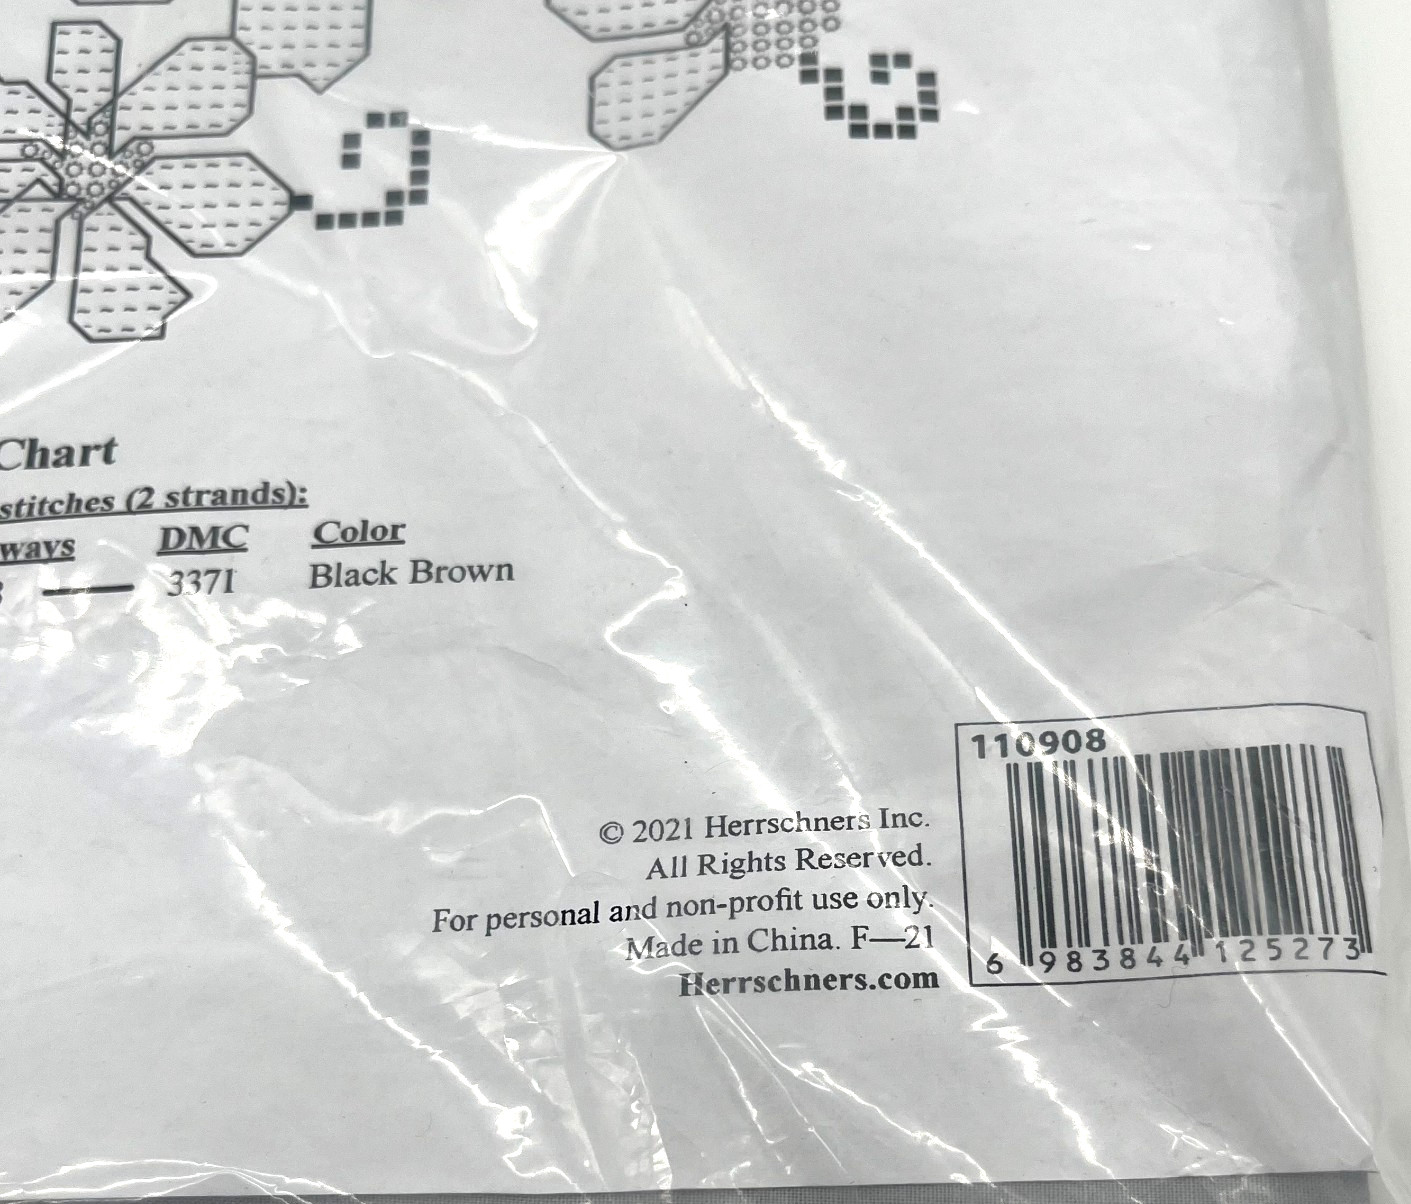 Chart
stitches (2 strands):
ways DMC Color
3371 Black Brown
110908
© 2021 Herrschners Inc.
All Rights Reserved.
For personal and non-profit use only.
Made in China. F—21
Herrschners.com
6 983844 125273